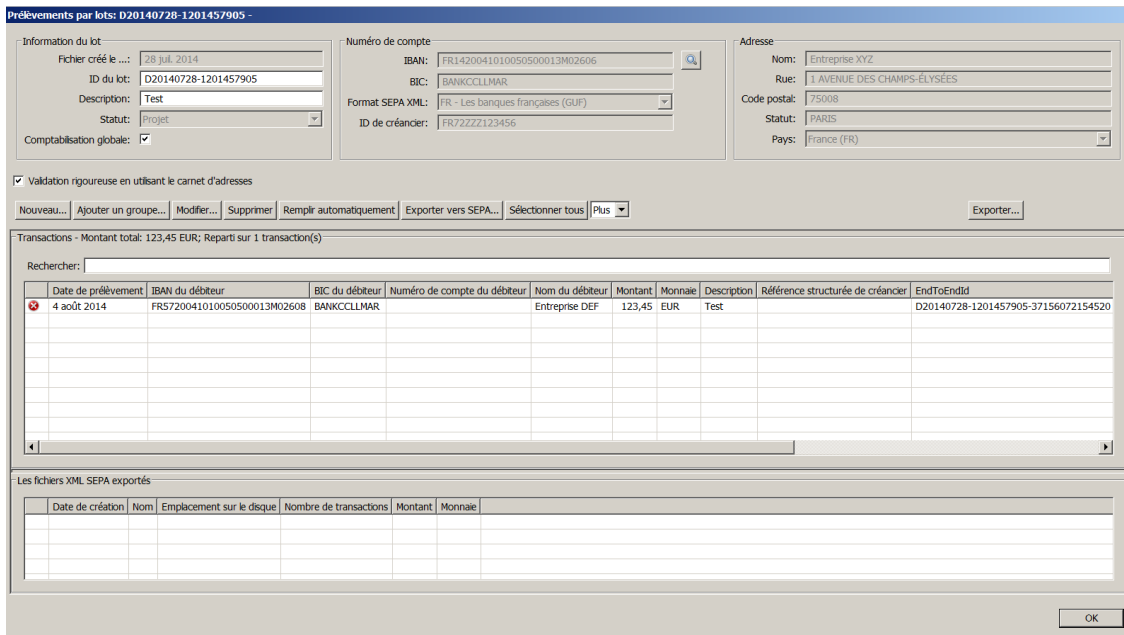 Prélèvements par lots: D20140728-1201457905 -
Information du lot
Fichier créé le ...: 28 juil. 2014
ID du lot: D20140728-1201457905
Description: Test
Statut: Projet
Comptabilisation globale:
Numéro de compte
IBAN: FR1420041010050500013M02606
BIC: BANKCCLLMAR
Format SEPA XML: FR - Les banques françaises (GUF)
ID de créancier: FR72ZZZ123456
Adresse
Nom: Entreprise XYZ
Rue: 1 AVENUE DES CHAMPS-ÉLYSÉES
Code postal: 75008
Statut: PARIS
Pays: France (FR)
Validation rigoureuse en utilisant le carnet d'adresses
Nouveau... Ajouter un groupe... Modifier... Supprimer Remplir automatiquement Exporter vers SEPA... Sélectionner tous Plus Exporter...
Transactions - Montant total: 123,45 EUR; Reparti sur 1 transaction(s)
Rechercher:
Date de prélèvement IBAN du débiteur BIC du débiteur Numéro de compte du débiteur Nom du débiteur Montant Monnaie Description Référence structurée de créancier EndToEndId
4 août 2014 FR5720041010050500013M02608 BANKCCLLMAR Entreprise DEF 123,45 EUR Test D20140728-1201457905-37156072154520
Les fichiers XML SEPA exportés
Date de création Nom Emplacement sur le disque Nombre de transactions Montant Monnaie
OK